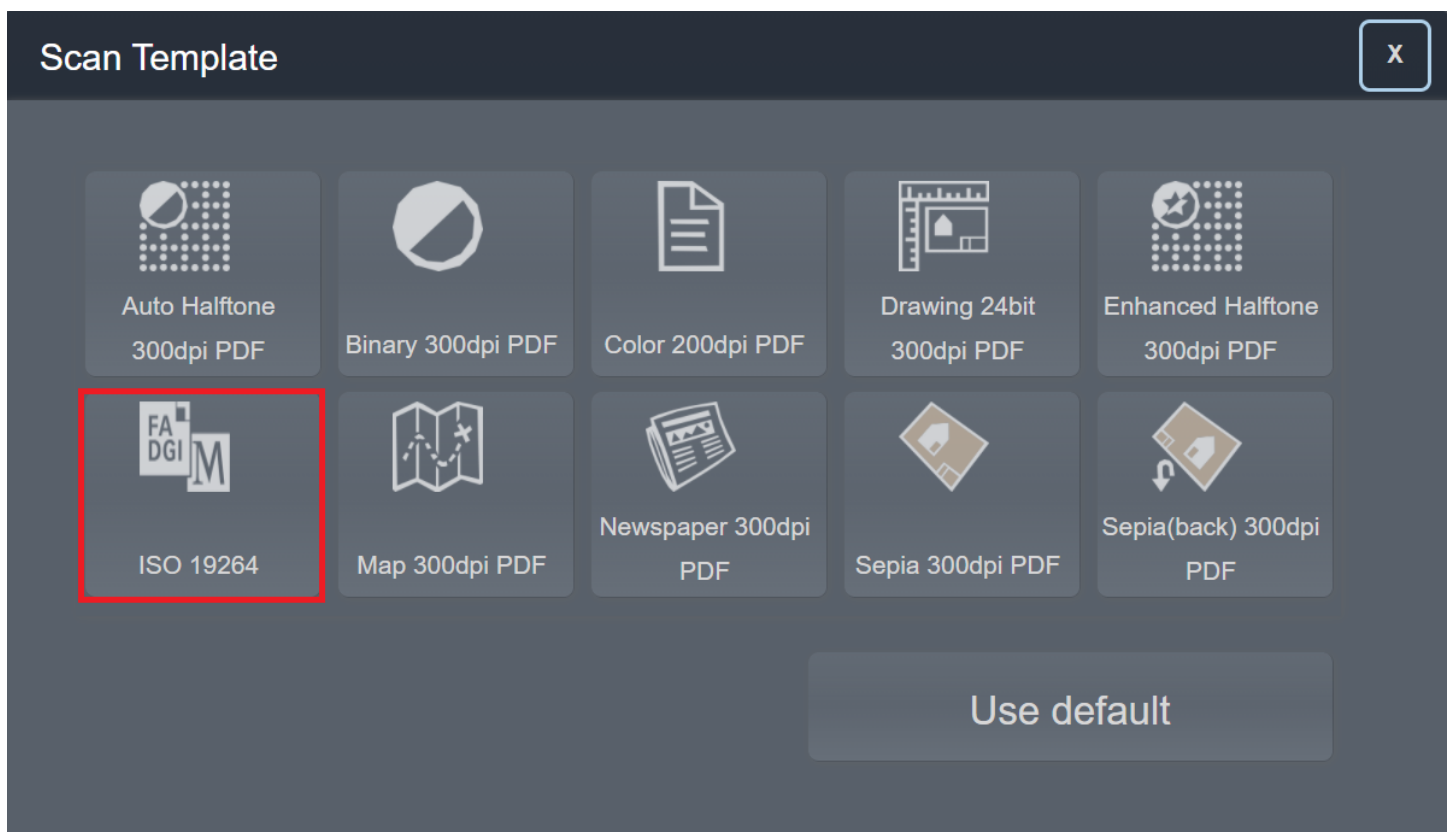 Scan Template
X
Auto Halftone
300dpi PDF
Binary 300dpi PDF
Color 200dpi PDF
Drawing 24bit
300dpi PDF
Enhanced Halftone
300dpi PDF
FA
DGI
M
ISO 19264
Map 300dpi PDF
Newspaper 300dpi
PDF
Sepia 300dpi PDF
Sepia(back) 300dpi
PDF
Use default